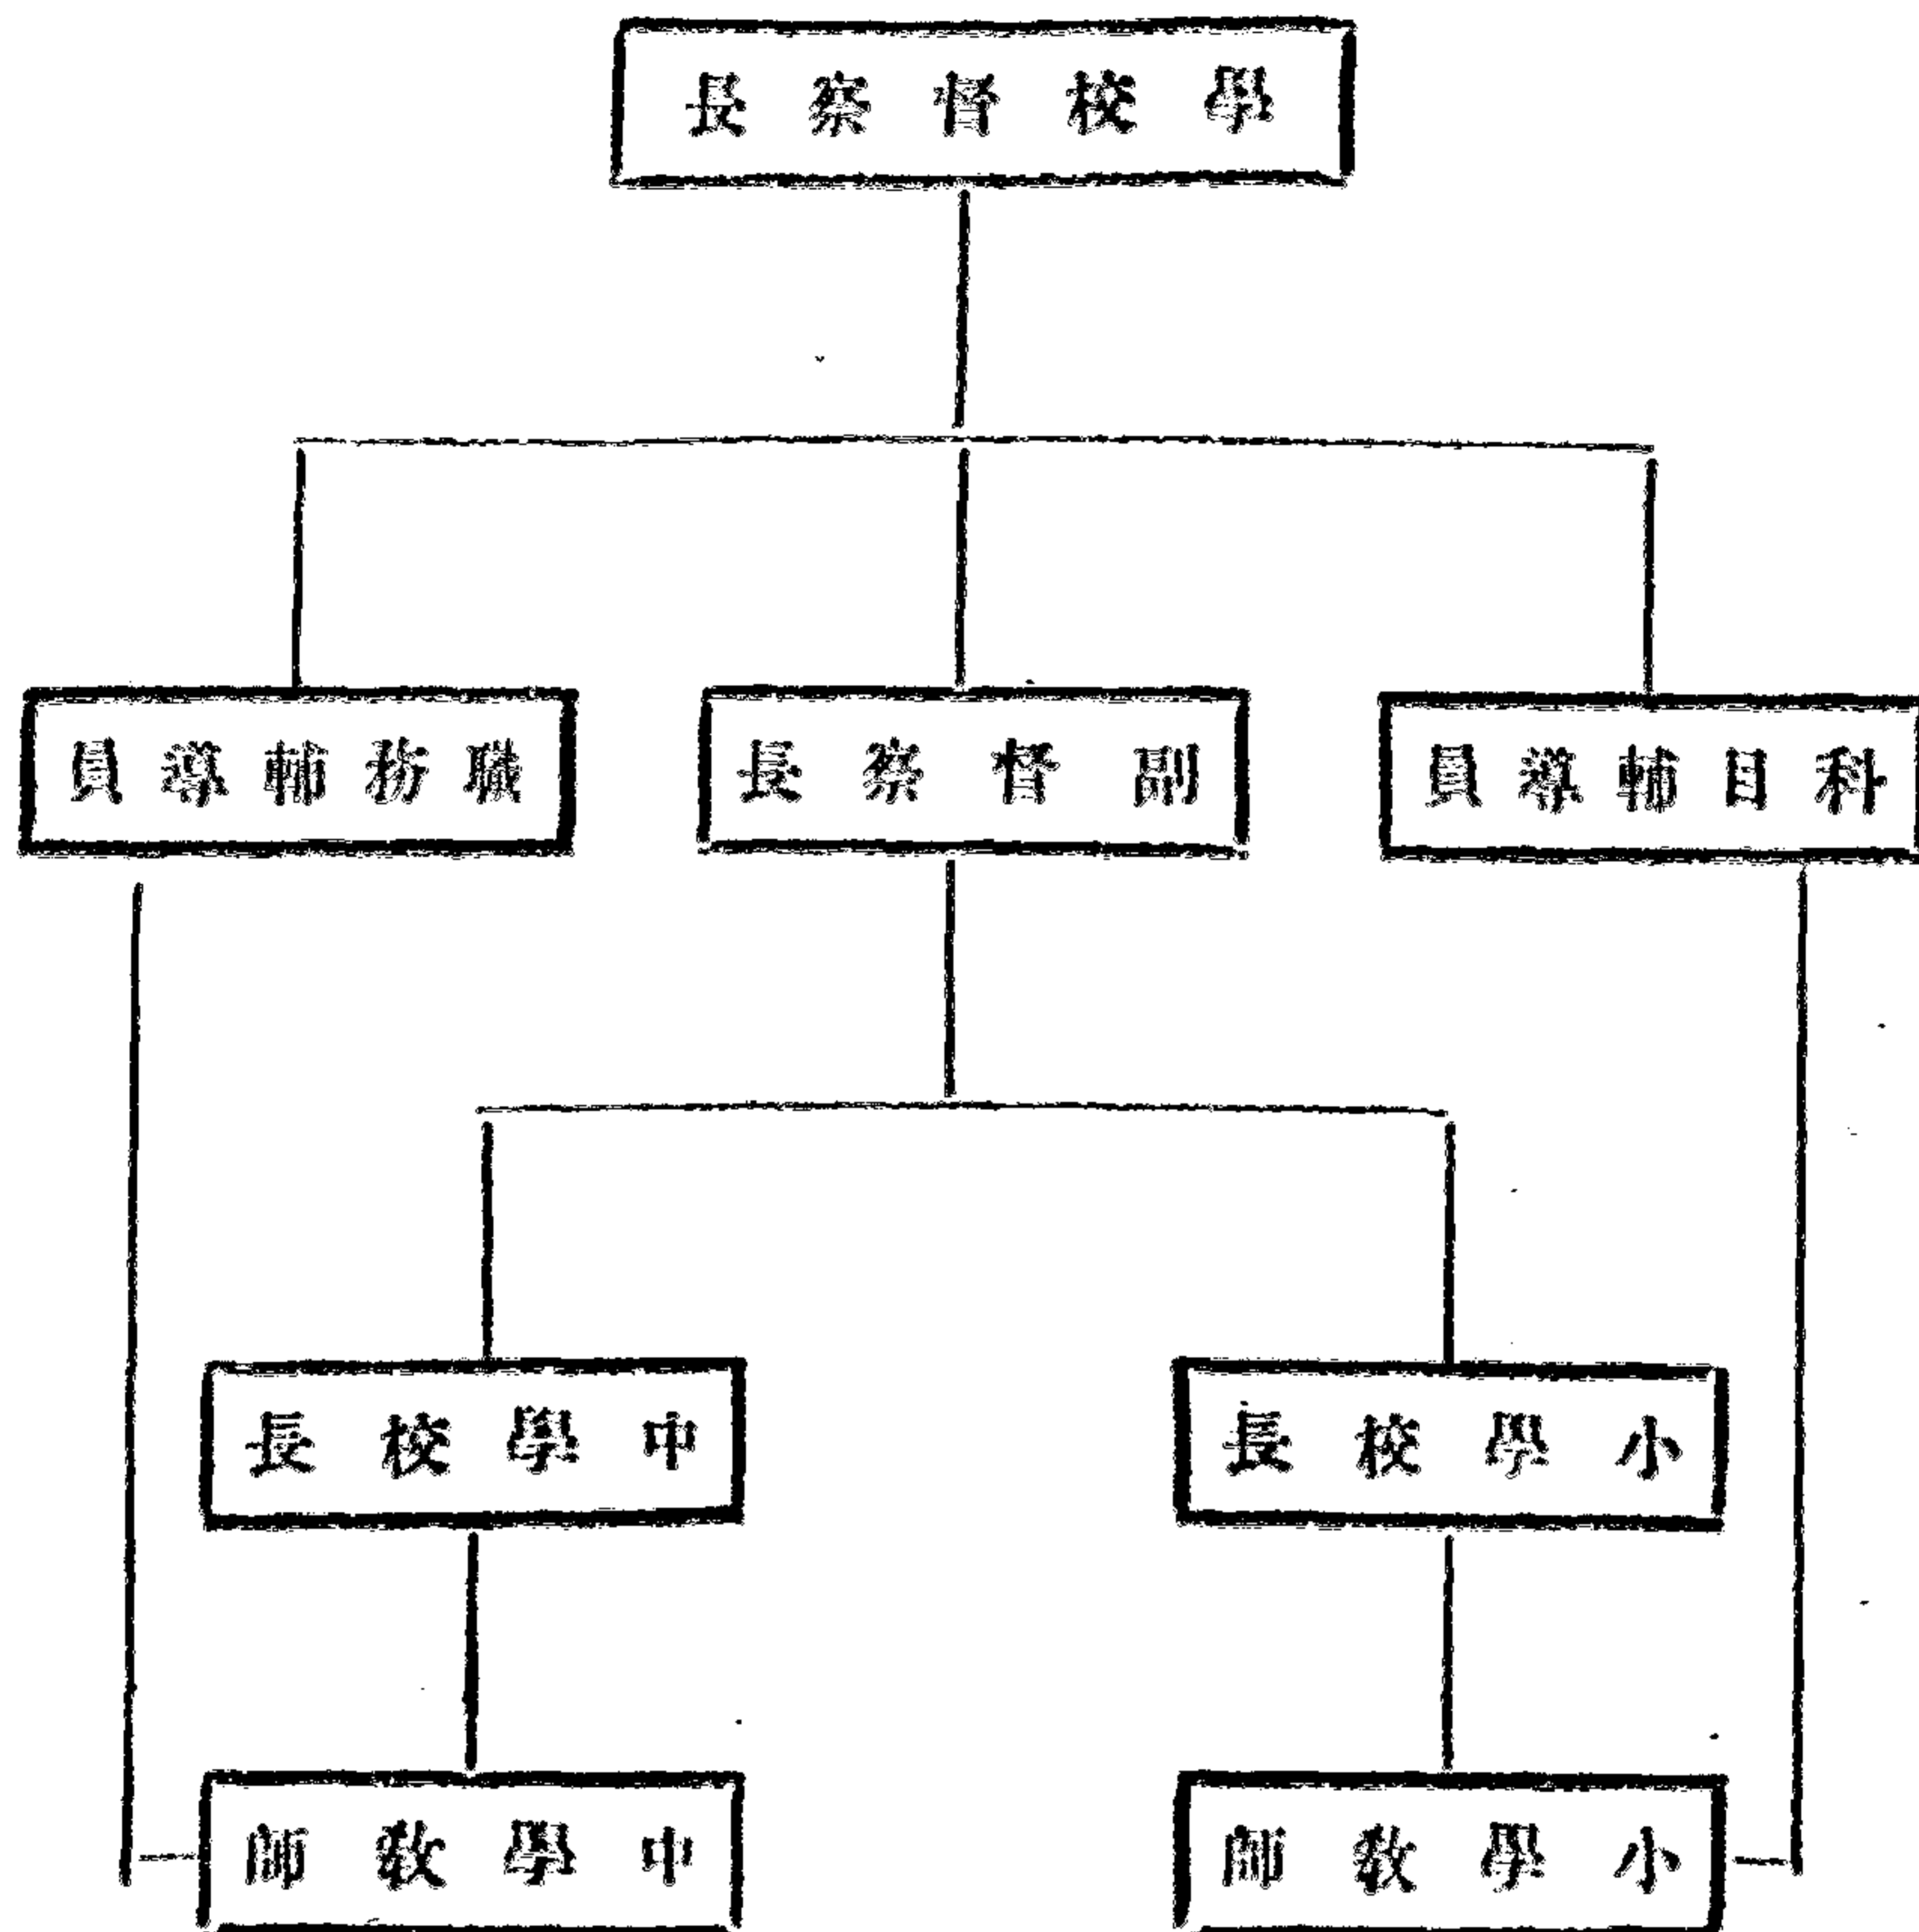 學校督察長
科目輔導員
副督察長
職務輔導員
小學校長
中學校長
小學教師
中學教師